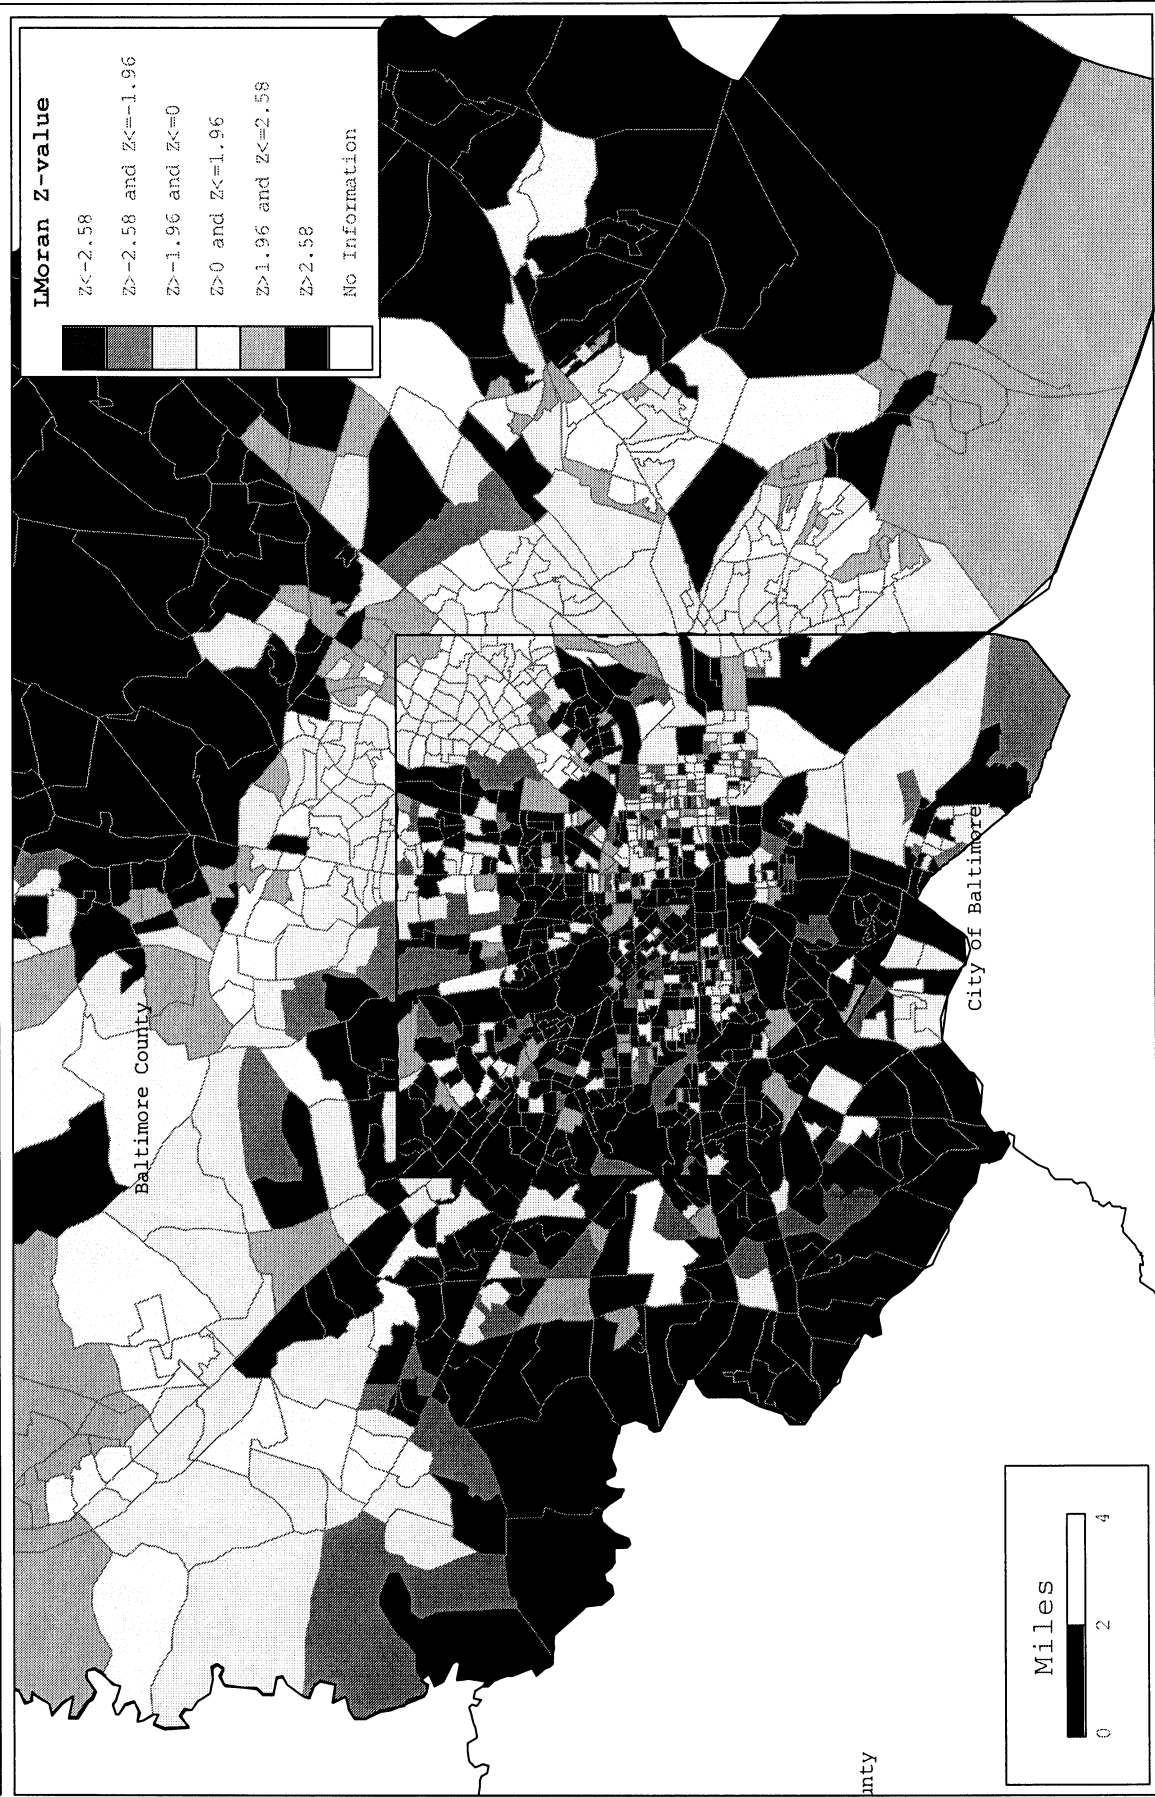 LMoran Z-value
Z<-2.58
Z>-2.58 and Z<=-1.96
Z>-1.96 and Z<=0
Z>0 and Z<=1.96
Z>1.96 and Z<=2.58
Z>2.58
No Information
Baltimore County
City of Baltimore
unty
Miles
0 2 4